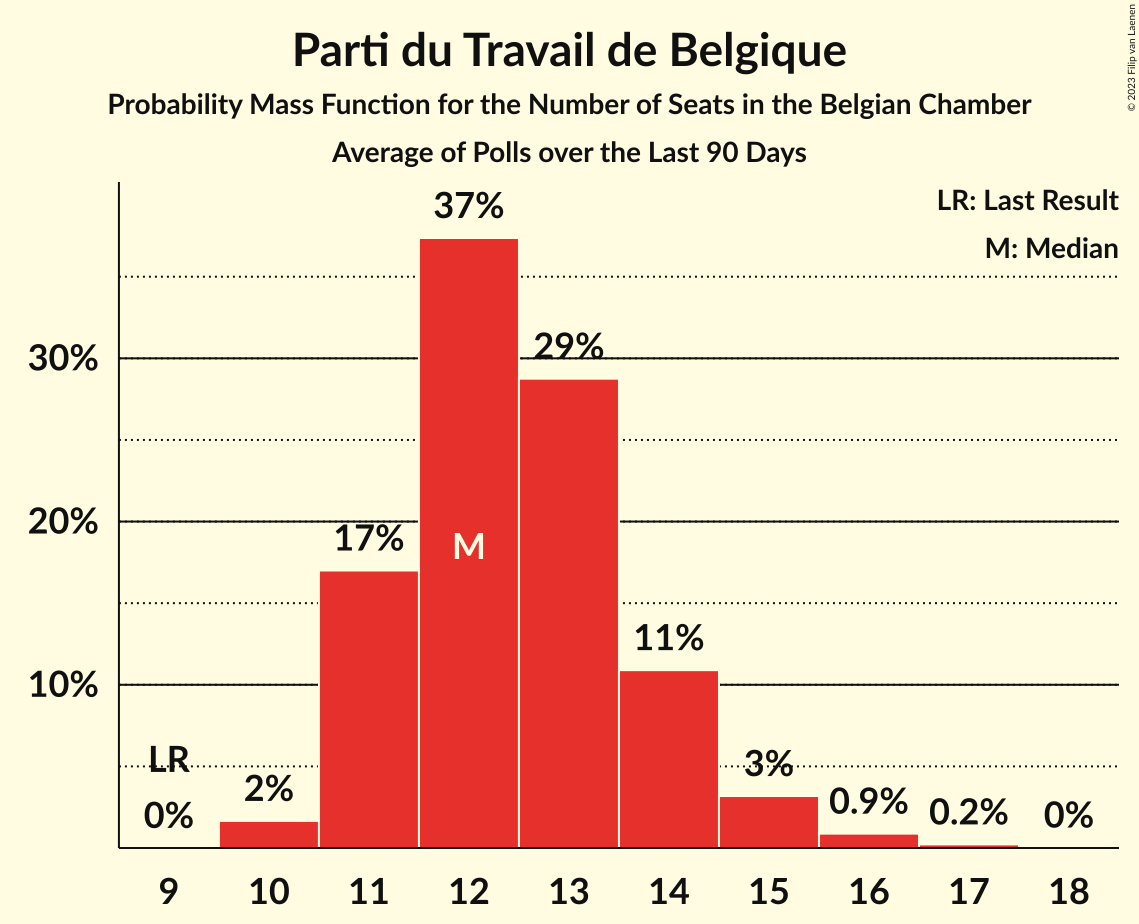 Parti du Travail de Belgique
Probability Mass Function for the Number of Seats in the Belgian Chamber
Average of Polls over the Last 90 Days
© 2023 Filip van Laenen
LR: Last Result
M: Median
37%
29%
30%
20%
17%
M
11%
10%
LR
3%
2%
0.9%
0.2%
0%
0%
9 10 11 12 13 14 15 16 17 18